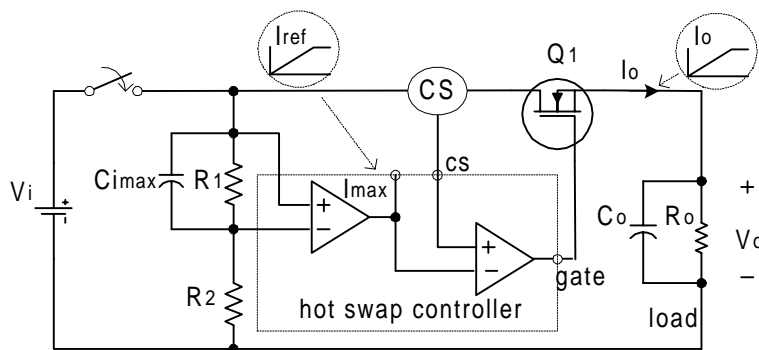 Iref
Io
Q1
Io
CS
Vi
+
-
Cimax
R1
Imax
cs
+
−
+
−
Co
Ro
+
Vo
−
R2
gate
hot swap controller
load